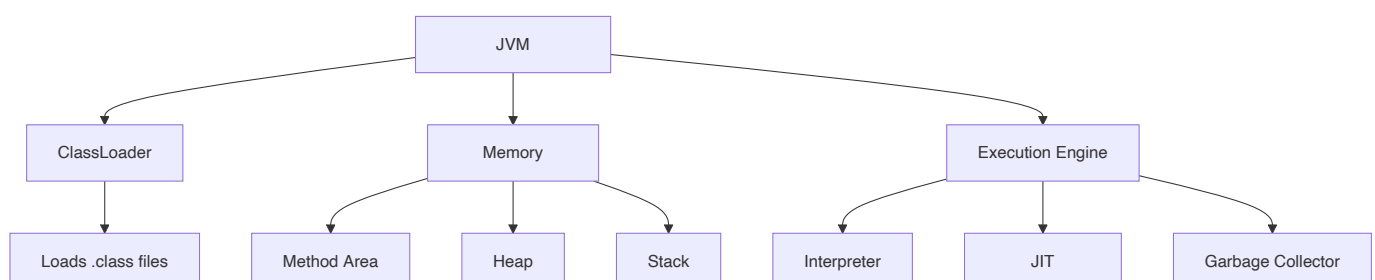 JVM
ClassLoader
Memory
Execution Engine
Loads .class files
Method Area
Heap
Stack
Interpreter
JIT
Garbage Collector